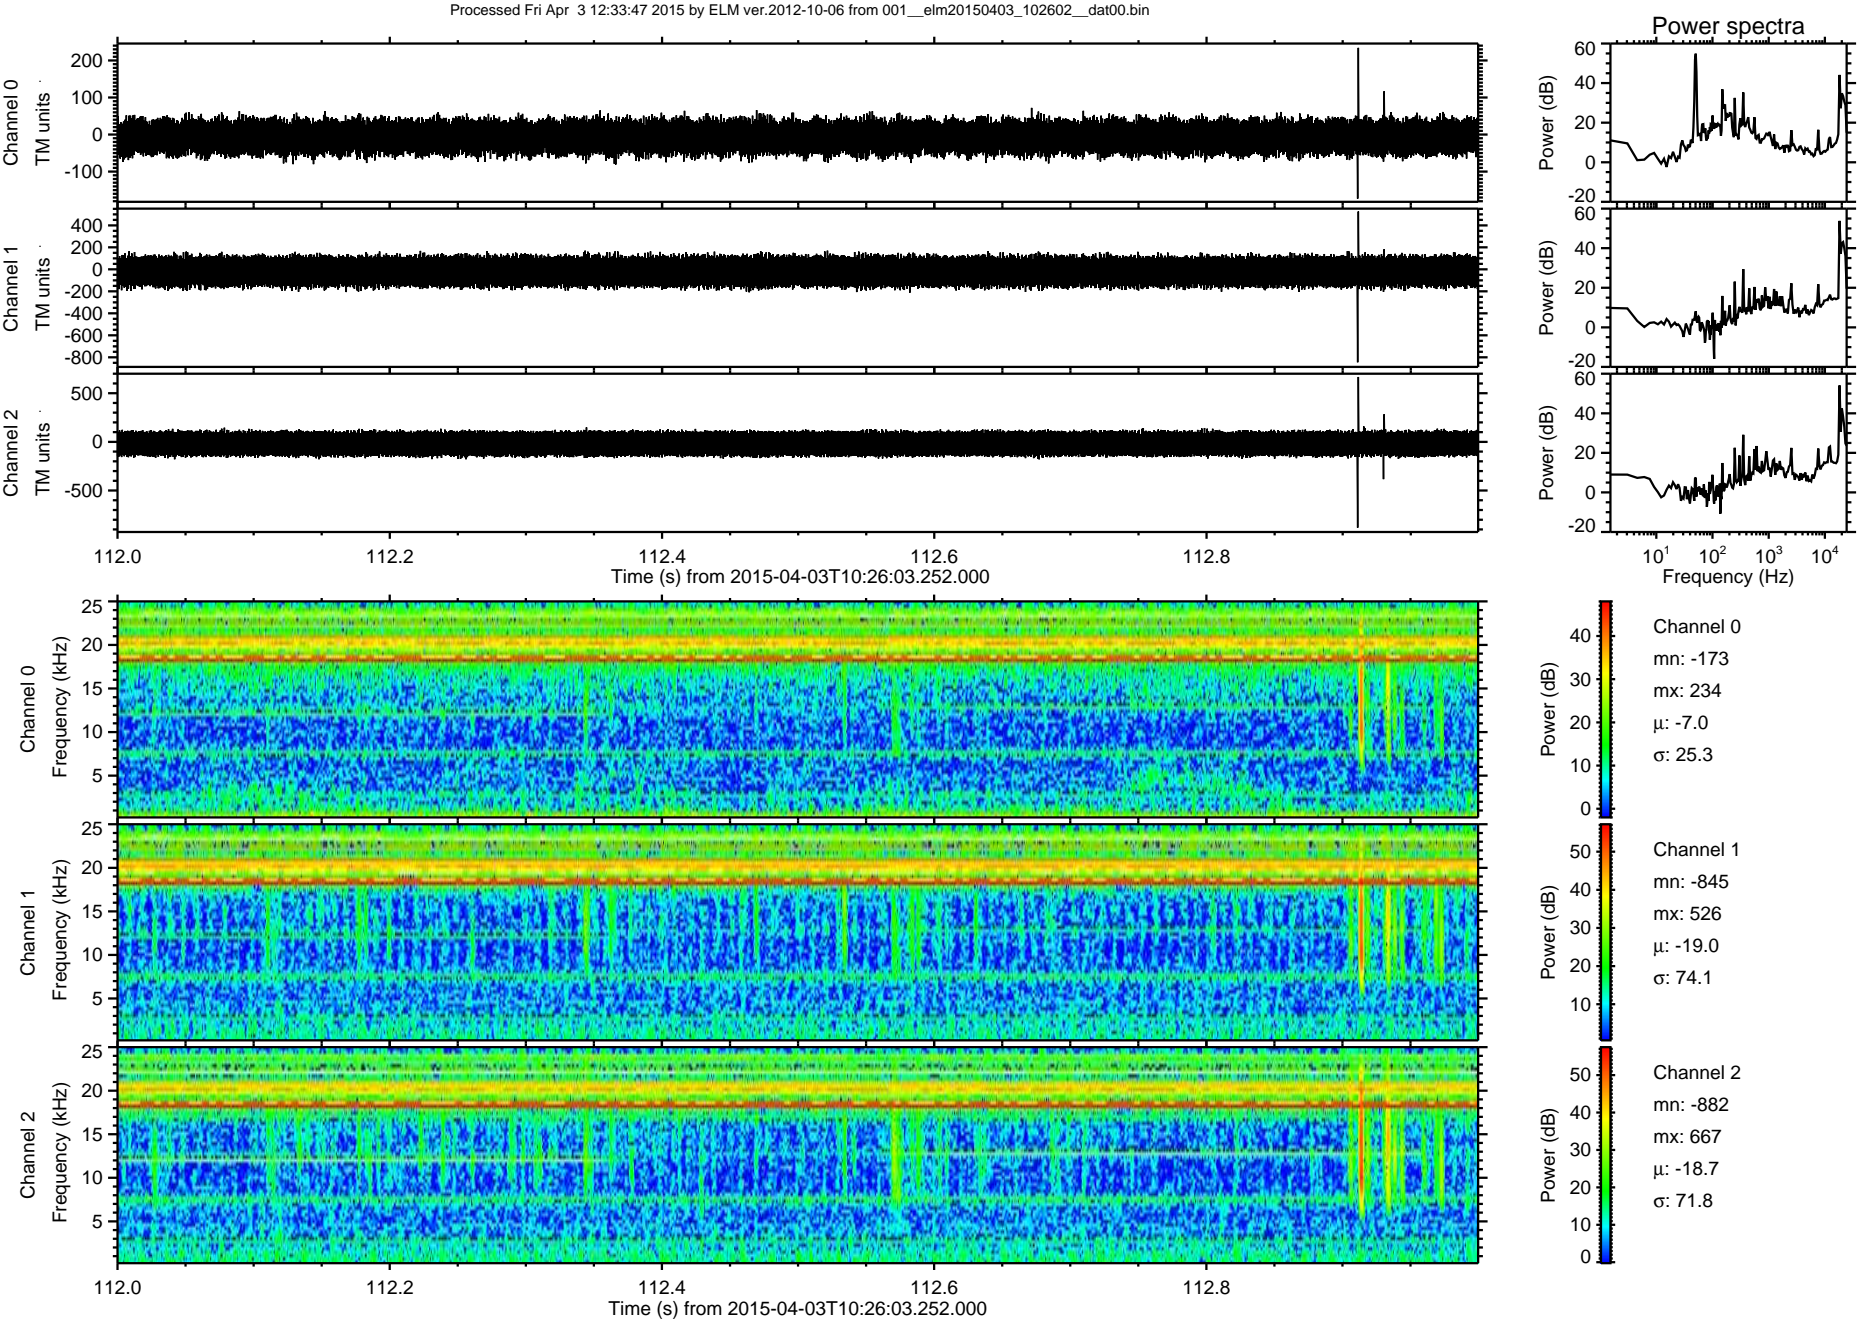 Processed Fri Apr  3 12:33:47 2015 by ELM ver.2012-10-06 from 001__elm20150403_102602__dat00.bin
Power spectra
Channel 0
TM units
200
100
0
-100
Power (dB)
60
40
20
0
-20
Channel 1
TM units
400
200
0
-200
-400
-600
-800
Power (dB)
60
40
20
0
-20
Channel 2
TM units
500
0
-500
Power (dB)
60
40
20
0
-20
112.0 112.2 112.4 112.6 112.8
Time (s) from 2015-04-03T10:26:03.252.000
10¹ 10² 10³ 10⁴
Frequency (Hz)
Channel 0
Frequency (kHz)
25
20
15
10
5
Power (dB)
40
30
20
10
0
Channel 0
mn: -173
mx: 234
μ: -7.0
σ: 25.3
Channel 1
Frequency (kHz)
25
20
15
10
5
Power (dB)
50
40
30
20
10
Channel 1
mn: -845
mx: 526
μ: -19.0
σ: 74.1
Channel 2
Frequency (kHz)
25
20
15
10
5
Power (dB)
50
40
30
20
10
0
Channel 2
mn: -882
mx: 667
μ: -18.7
σ: 71.8
112.0 112.2 112.4 112.6 112.8
Time (s) from 2015-04-03T10:26:03.252.000